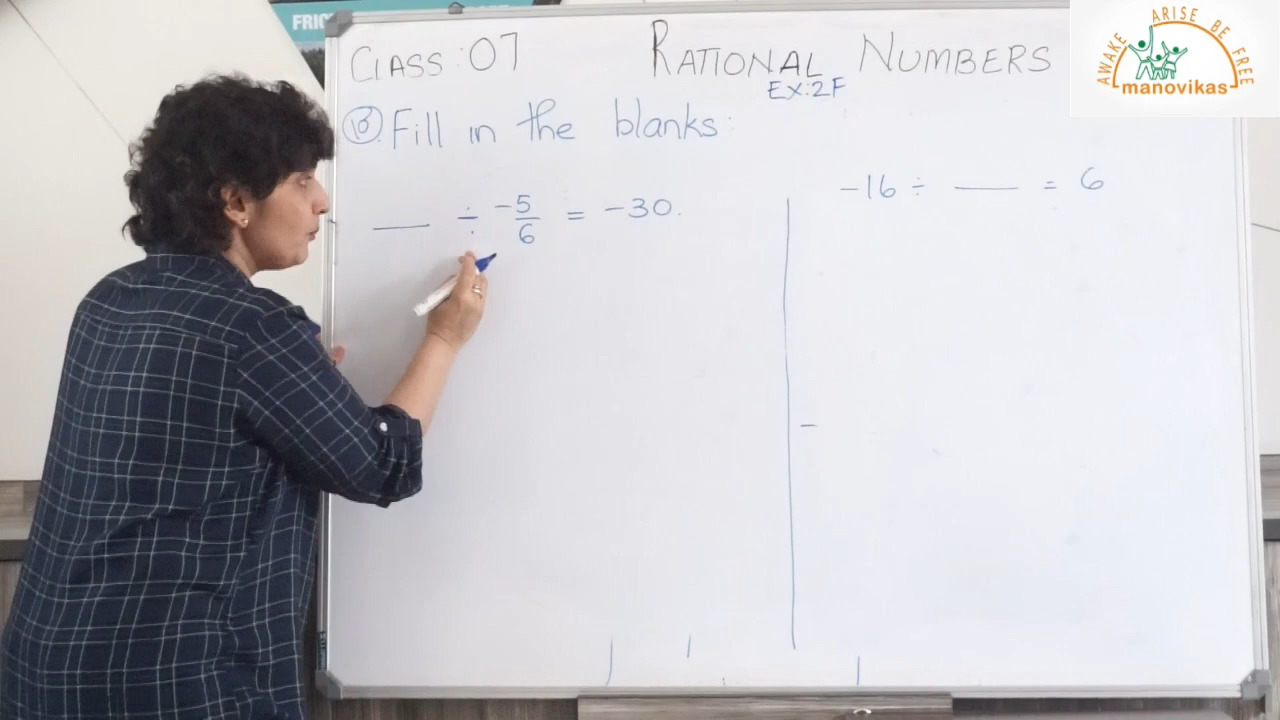 FRIC
CLASS: 07 RATIONAL NUMBERS
EX: 2F
AWAKE ARISE BE FREE
manovikas
Fill in the blanks:
___ ÷ -5/6 = -30.
-16 ÷ ___ = 6